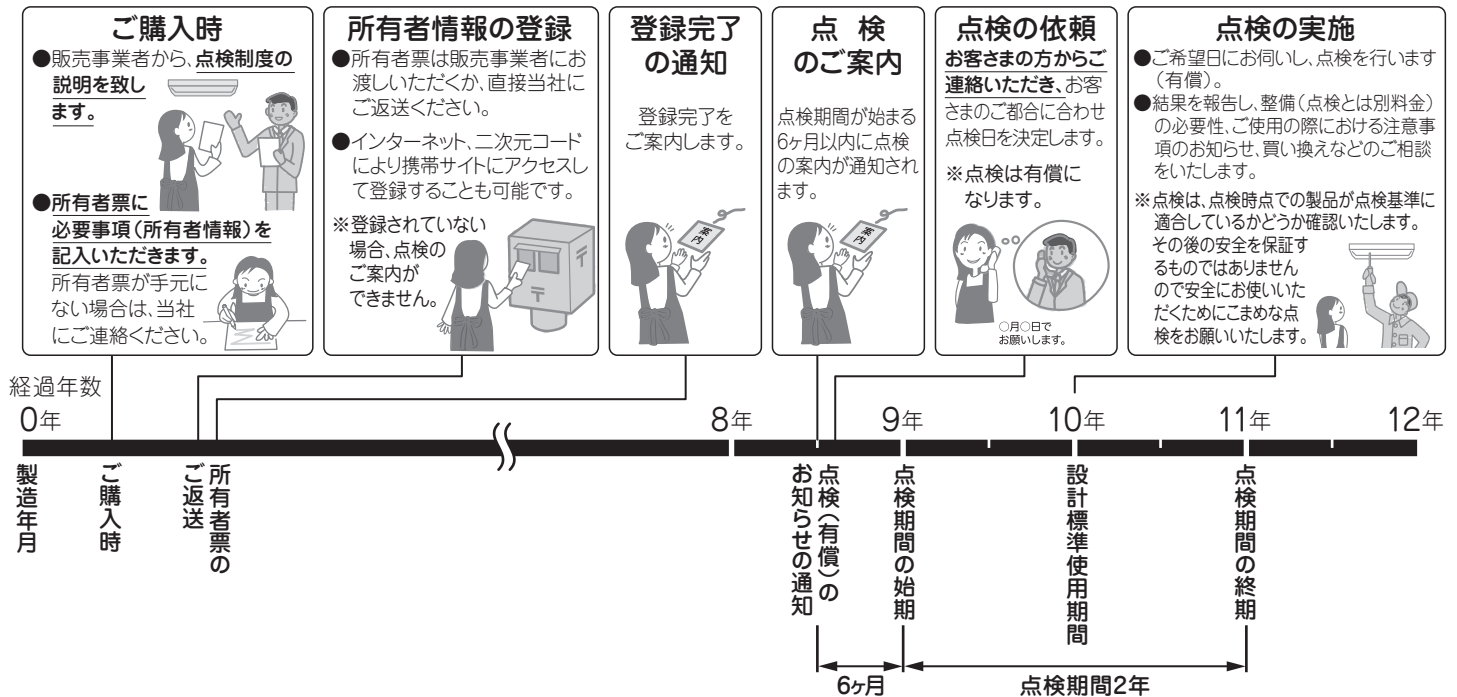 ご購入時
●販売事業者から、点検制度の
説明を致し
ます。
●所有者票に
必要事項（所有者情報）を
記入いただきます。
所有者票が手元に
ない場合は、当社
にご連絡ください。
所有者情報の登録
●所有者票は販売事業者にお
渡しいただくか、直接当社に
ご返送ください。
●インターネット、二次元コード
により携帯サイトにアクセスし
て登録することも可能です。
※登録されていない
場合、点検の
ご案内が
できません。
〒
〒
登録完了
の通知
登録完了を
ご案内します。
案内
点 検
のご案内
点検期間が始まる
6ヶ月以内に点検
の案内が通知され
ます。
案内
点検の依頼
お客さまの方からご
連絡いただき、お客
さまのご都合に合わせ
点検日を決定します。
※点検は有償に
なります。
○月○日で
お願いします。
点検の実施
●ご希望日にお伺いし、点検を行います
（有償）。
●結果を報告し、整備（点検とは別料金）
の必要性、ご使用の際における注意事
項のお知らせ、買い換えなどのご相談
をいたします。
※点検は、点検時点での製品が点検基準に
適合しているかどうか確認いたします。
その後の安全を保証す
るものではありません
ので安全にお使いいた
だくためにこまめな点
検をお願いいたします。
経過年数
0年
8年
9年
10年
11年
12年
製造年月
ご購入時
所有者票の
ご返送
点検（有償）の
お知らせの通知
点検期間の始期
設計標準使用期間
点検期間の終期
6ヶ月
点検期間2年